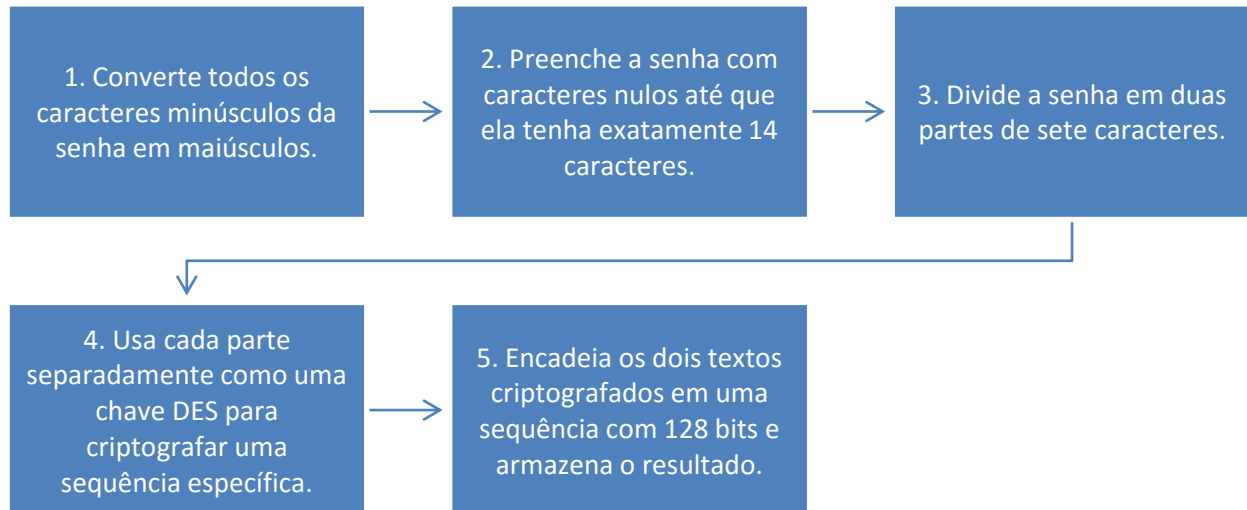 1. Converte todos os
caracteres minúsculos da
senha em maiúsculos.
2. Preenche a senha com
caracteres nulos até que
ela tenha exatamente 14
caracteres.
3. Divide a senha em duas
partes de sete caracteres.
4. Usa cada parte
separadamente como uma
chave DES para
criptografar uma
sequência específica.
5. Encadeia os dois textos
criptografados em uma
sequência com 128 bits e
armazena o resultado.